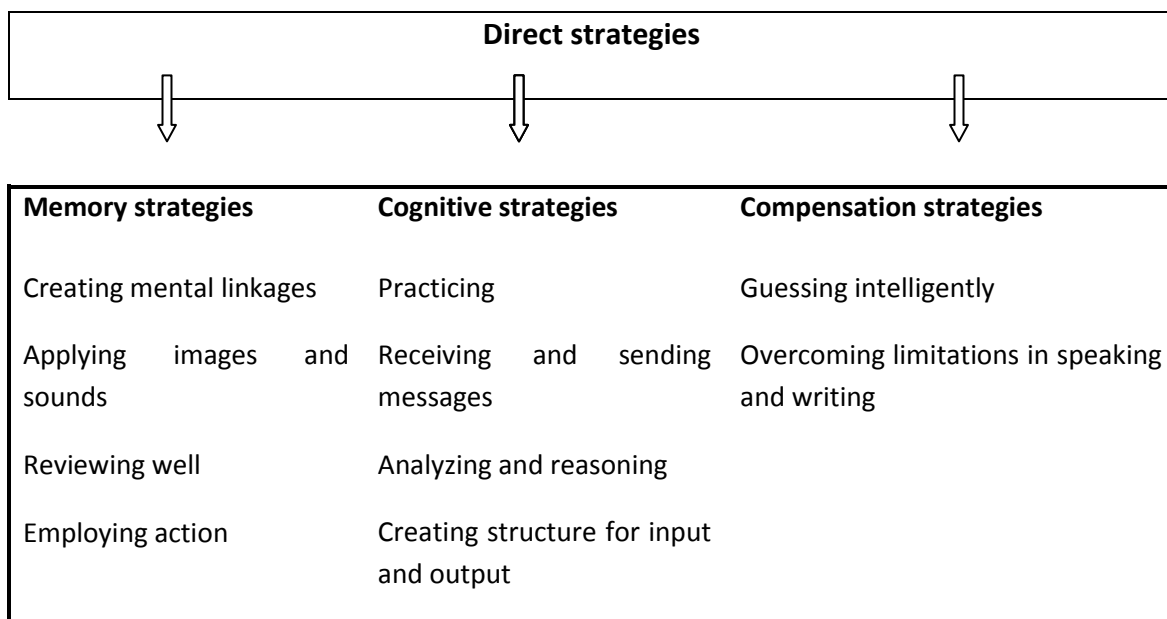 Direct strategies
Memory strategies
Creating mental linkages
Applying images and
sounds
Reviewing well
Employing action
Cognitive strategies
Practicing
Receiving and sending
messages
Analyzing and reasoning
Creating structure for input
and output
Compensation strategies
Guessing intelligently
Overcoming limitations in speaking
and writing